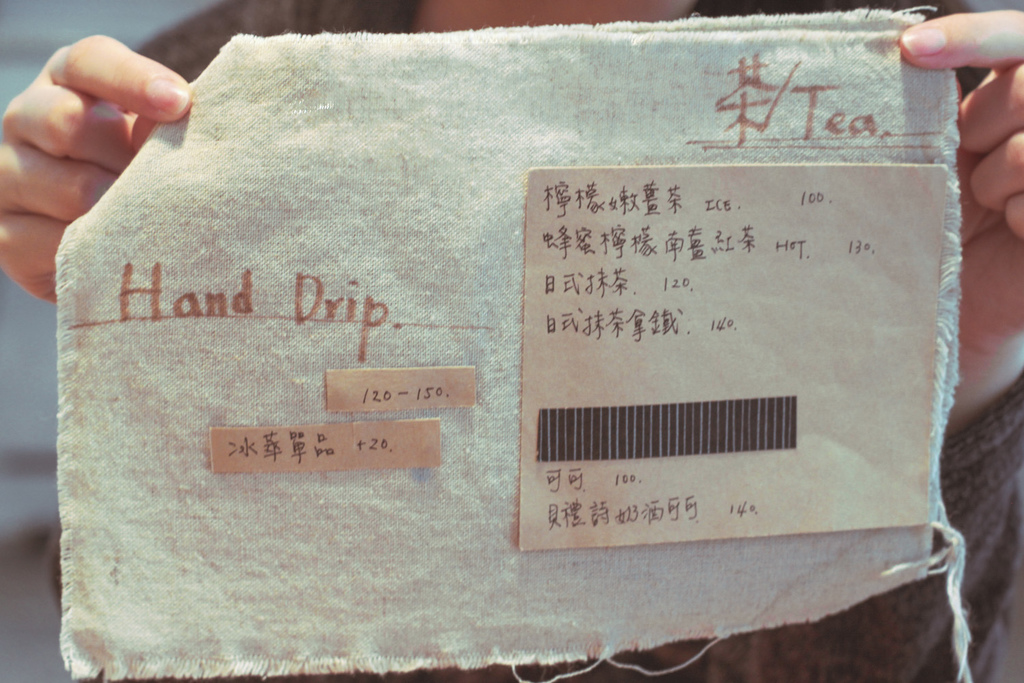 Hand Drip.
120-150.
冰華單品 +20.
茶/Tea.
檸檬嫩薑茶 ICE. 100.
蜂蜜檸檬南薑紅茶 HOT. 130.
日式抹茶. 120.
日式抹茶拿鐵. 140.
可可. 100.
貝禮詩奶酒可可. 140.